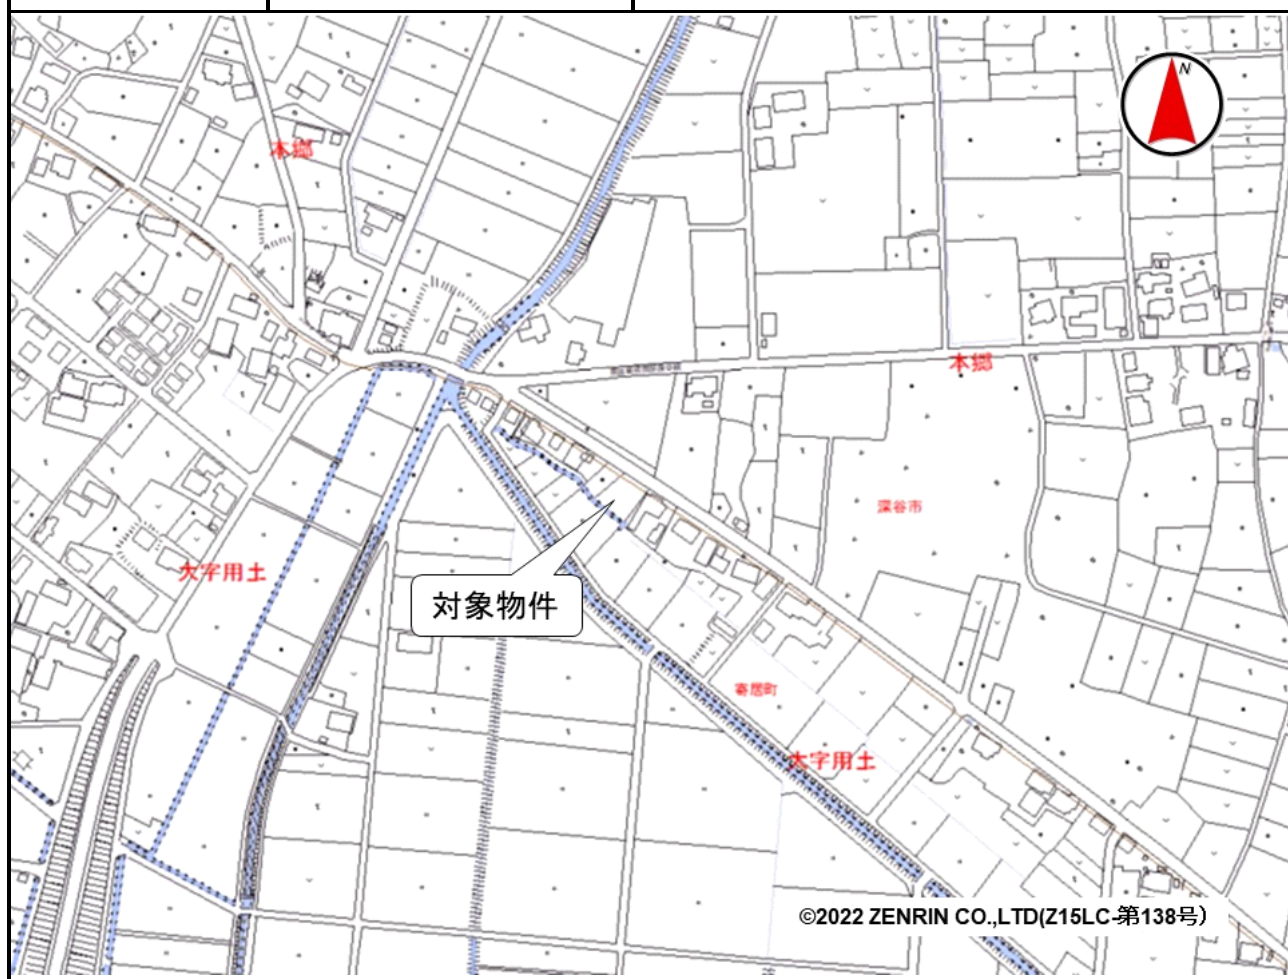 N
本郷
本郷
深谷市
大字用土
対象物件
寄居町
大字用土
©2022 ZENRIN CO.,LTD(Z15LC-第138号)